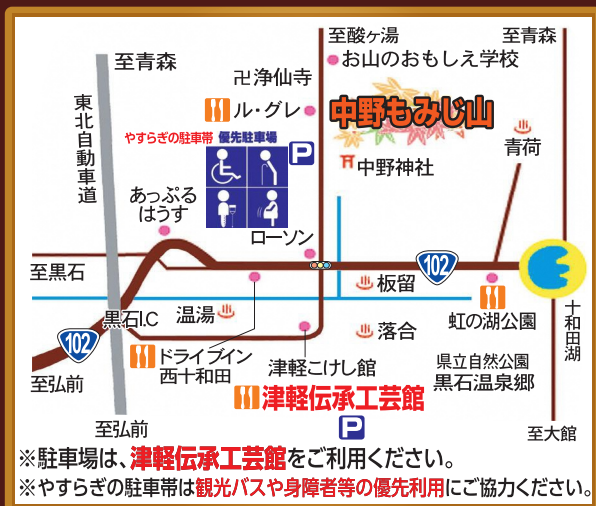 至酸ヶ湯
至青森
至青森
お山のおもしえ学校
卍浄仙寺
東北自動車道
ル・グレ
中野もみじ山
やすらぎの駐車帯 優先駐車場
P
青荷
中野神社
あっぷる
はうす
ローソン
102
至黒石
板留
黒石I.C
温湯
虹の湖公園
十和田湖
102
落合
ドライブイン
西十和田
津軽こけし館
県立自然公園
黒石温泉郷
至弘前
津軽伝承工芸館
至弘前
P
至大館
※駐車場は、津軽伝承工芸館をご利用ください。
※やすらぎの駐車帯は観光バスや身障者等の優先利用にご協力ください。